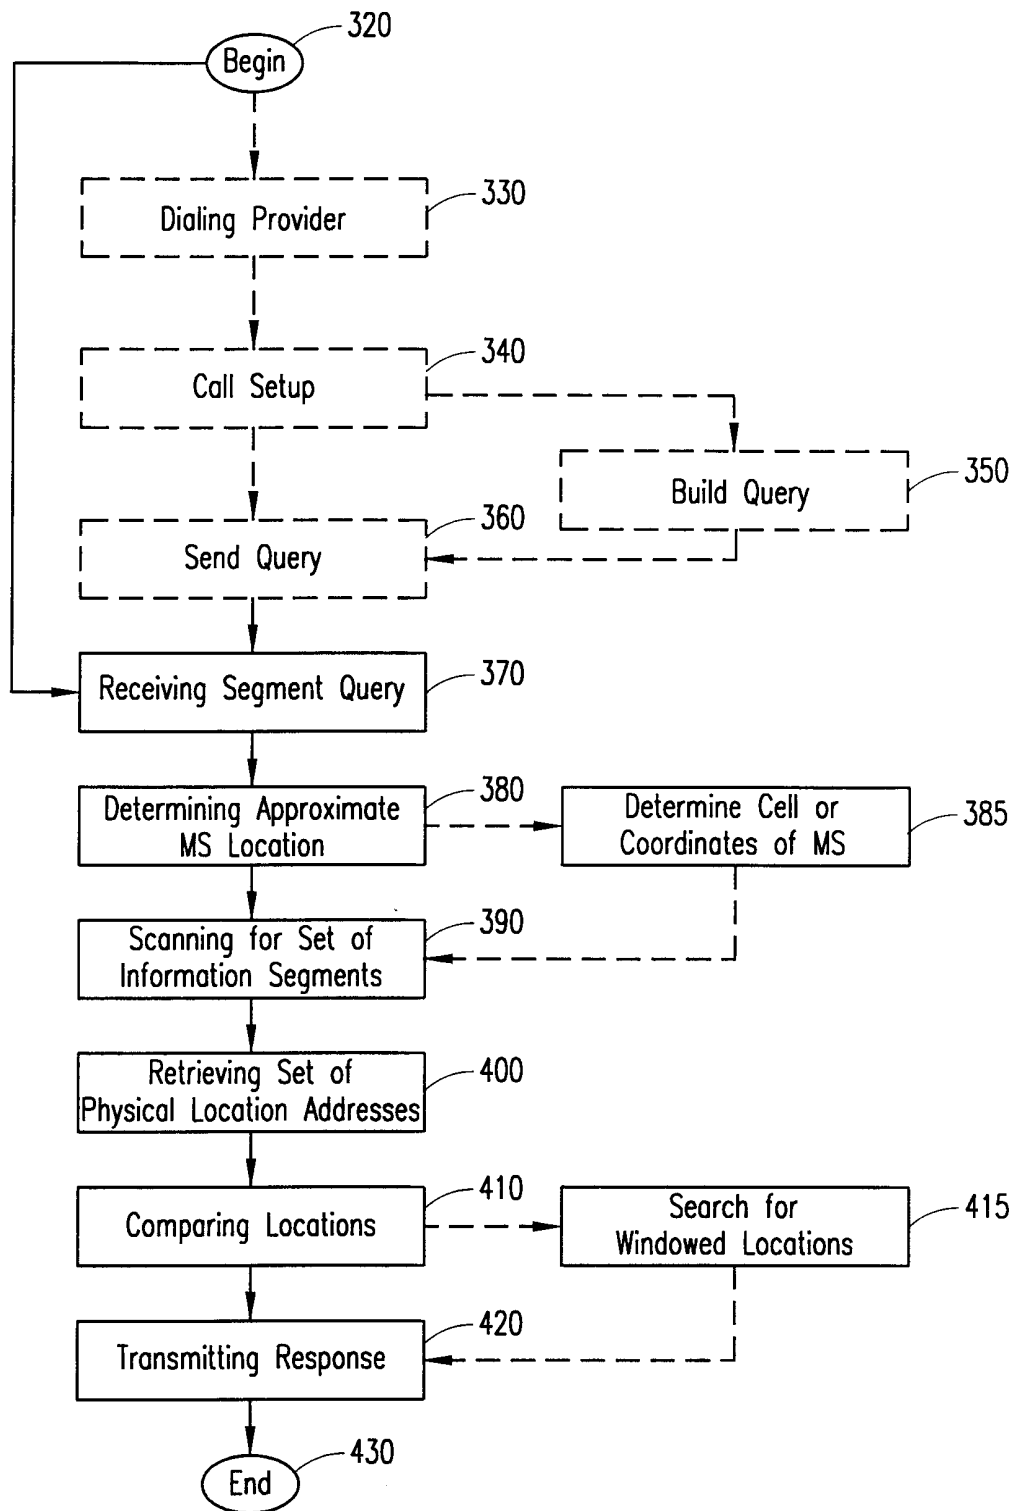 320
Begin
330
Dialing Provider
340
Call Setup
350
Build Query
360
Send Query
370
Receiving Segment Query
380
Determining Approximate
MS Location
Determine Cell or
Coordinates of MS
385
390
Scanning for Set of
Information Segments
400
Retrieving Set of
Physical Location Addresses
410
Comparing Locations
Search for
Windowed Locations
415
420
Transmitting Response
430
End